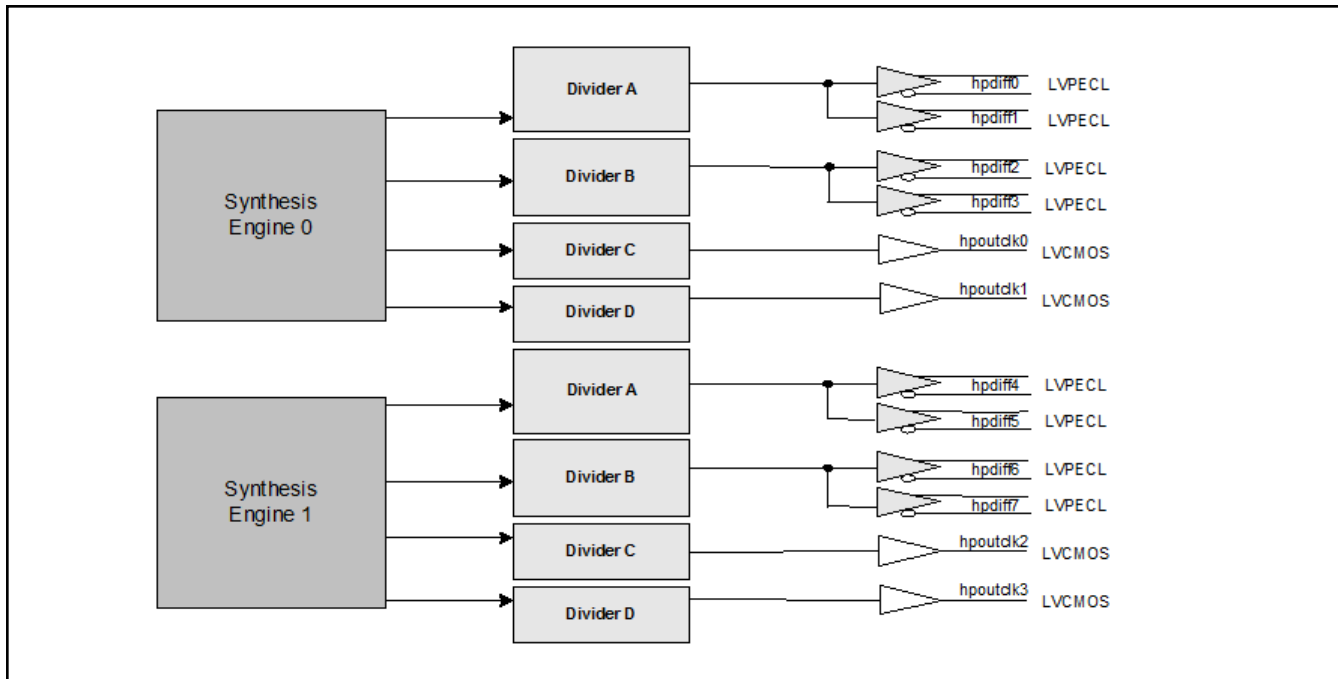 Divider A
hpdiff0 LVPECL
hpdiff1 LVPECL
Synthesis
Engine 0
Divider B
hpdiff2 LVPECL
hpdiff3 LVPECL
Divider C
hpoutclk0 LVCMOS
Divider D
hpoutclk1 LVCMOS
Divider A
hpdiff4 LVPECL
hpdiff5 LVPECL
Synthesis
Engine 1
Divider B
hpdiff6 LVPECL
hpdiff7 LVPECL
Divider C
hpoutclk2 LVCMOS
Divider D
hpoutclk3 LVCMOS